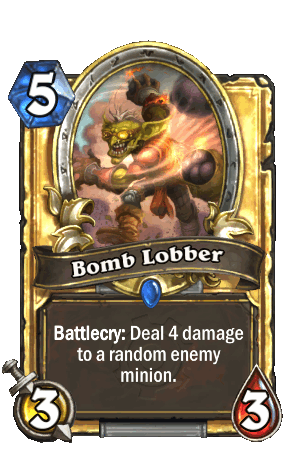 5
Bomb Lobber
Battlecry: Deal 4 damage
to a random enemy
minion.
3
3